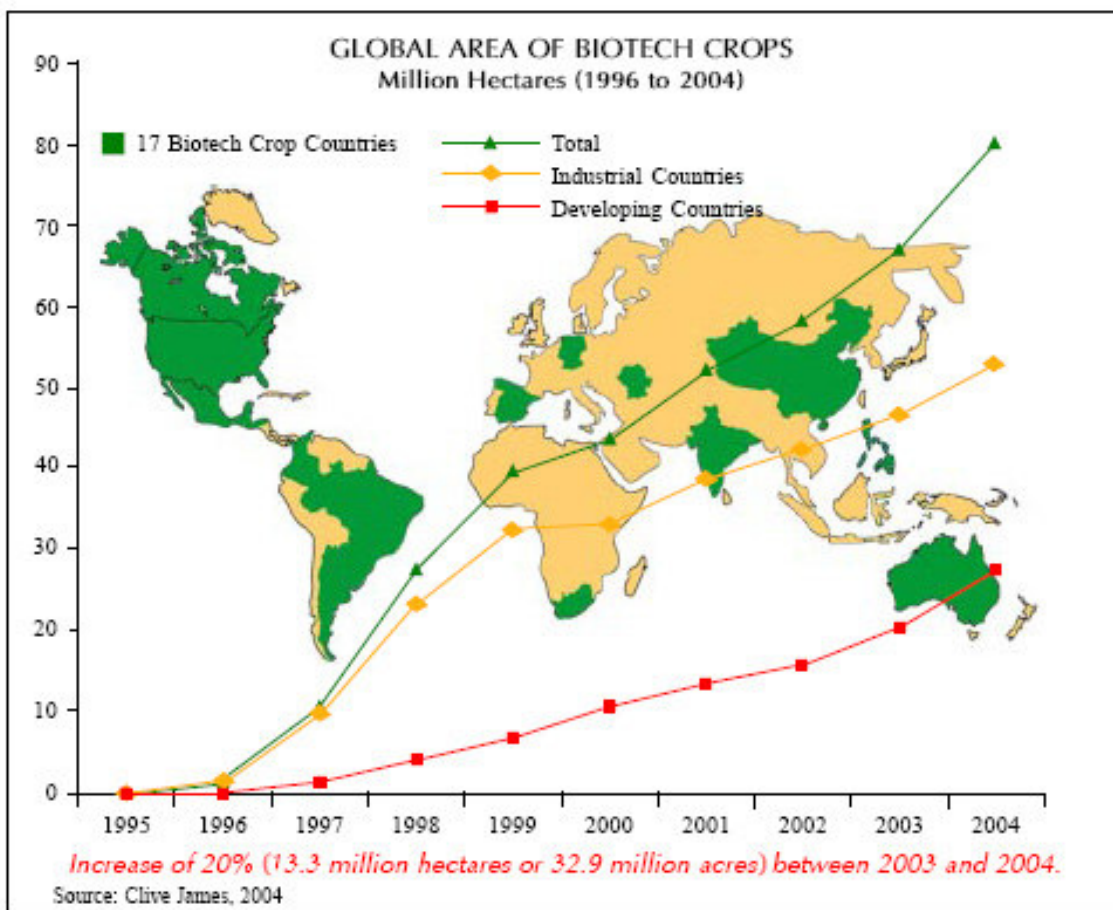 GLOBAL AREA OF BIOTECH CROPS
Million Hectares (1996 to 2004)
17 Biotech Crop Countries
Total
Industrial Countries
Developing Countries
90
80
70
60
50
40
30
20
10
0
1995 1996 1997 1998 1999 2000 2001 2002 2003 2004
Increase of 20% (13.3 million hectares or 32.9 million acres) between 2003 and 2004.
Source: Clive James, 2004